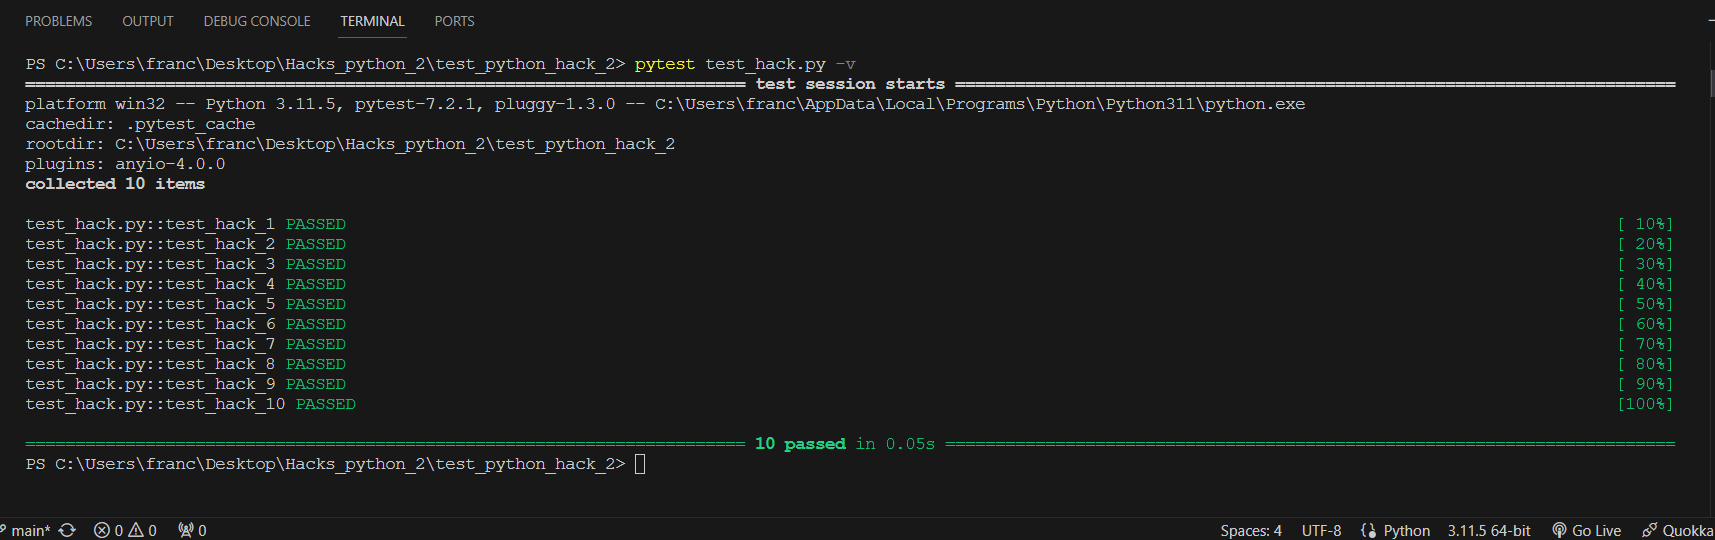 PROBLEMS OUTPUT DEBUG CONSOLE TERMINAL PORTS
PS C:\Users\franc\Desktop\Hacks_python_2\test_python_hack_2> pytest test_hack.py -v
======================================================================== test session starts ========================================================================
platform win32 -- Python 3.11.5, pytest-7.2.1, pluggy-1.3.0 -- C:\Users\franc\AppData\Local\Programs\Python\Python311\python.exe
cachedir: .pytest_cache
rootdir: C:\Users\franc\Desktop\Hacks_python_2\test_python_hack_2
plugins: anyio-4.0.0
collected 10 items
test_hack.py::test_hack_1 PASSED [ 10%]
test_hack.py::test_hack_2 PASSED [ 20%]
test_hack.py::test_hack_3 PASSED [ 30%]
test_hack.py::test_hack_4 PASSED [ 40%]
test_hack.py::test_hack_5 PASSED [ 50%]
test_hack.py::test_hack_6 PASSED [ 60%]
test_hack.py::test_hack_7 PASSED [ 70%]
test_hack.py::test_hack_8 PASSED [ 80%]
test_hack.py::test_hack_9 PASSED [ 90%]
test_hack.py::test_hack_10 PASSED [100%]
======================================================================== 10 passed in 0.05s =========================================================================
PS C:\Users\franc\Desktop\Hacks_python_2\test_python_hack_2>
main* 0 0 0 Spaces: 4 UTF-8 Python 3.11.5 64-bit Go Live Quokka